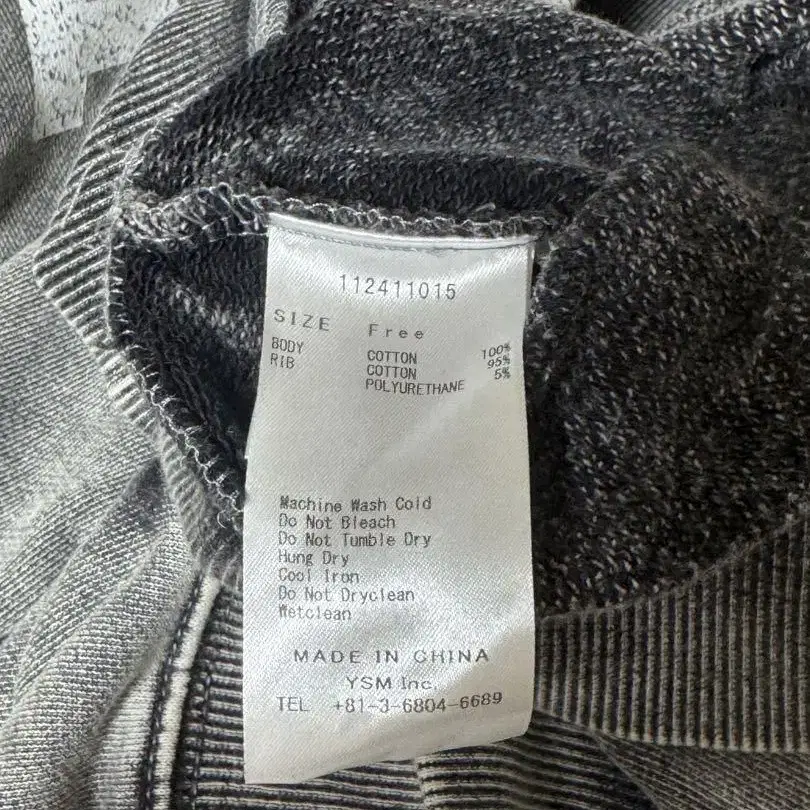 112411015
SIZE Free
BODY COTTON 100%
RIB COTTON 95%
POLYURETHANE 5%
Machine Wash Cold
Do Not Bleach
Do Not Tumble Dry
Hung Dry
Cool Iron
Do Not Dryclean
Wetclean
MADE IN CHINA
YSM Inc.
TEL +81-3-6804-6689